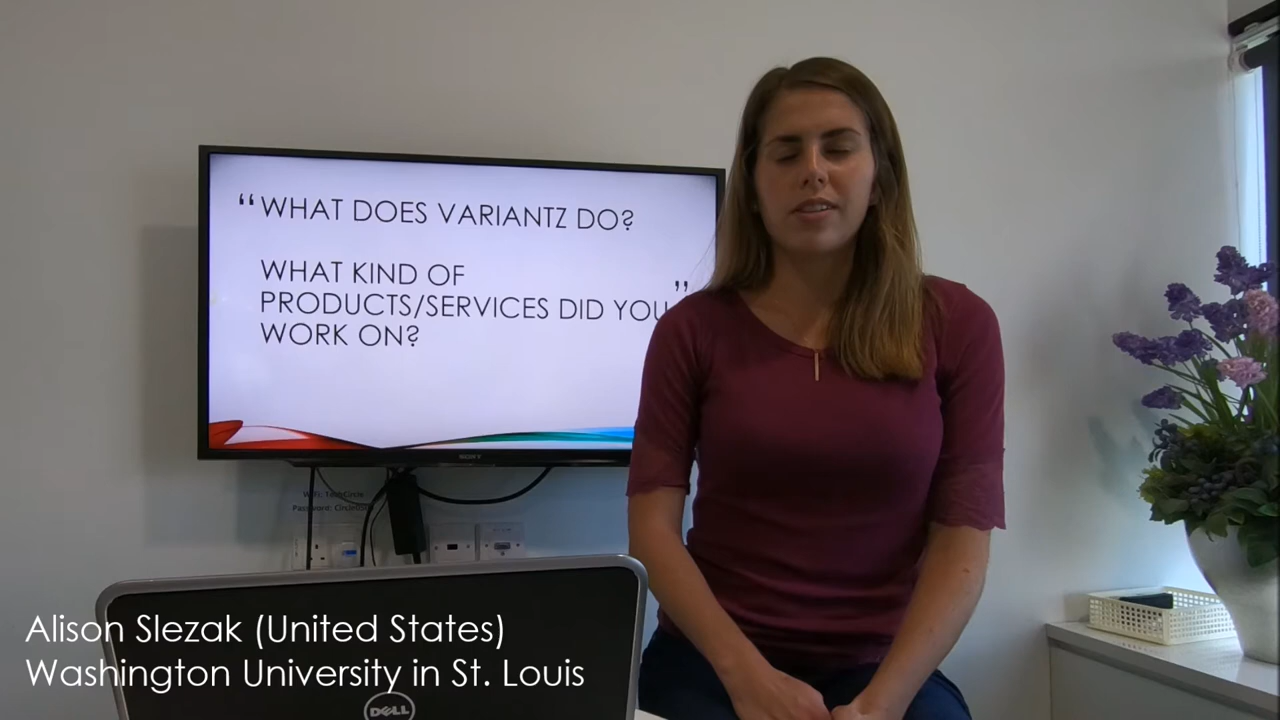 “WHAT DOES VARIANTZ DO?
WHAT KIND OF
PRODUCTS/SERVICES DID YOU”
WORK ON?
SONY
Password:
Alison Slezak (United States)
Washington University in St. Louis
DELL